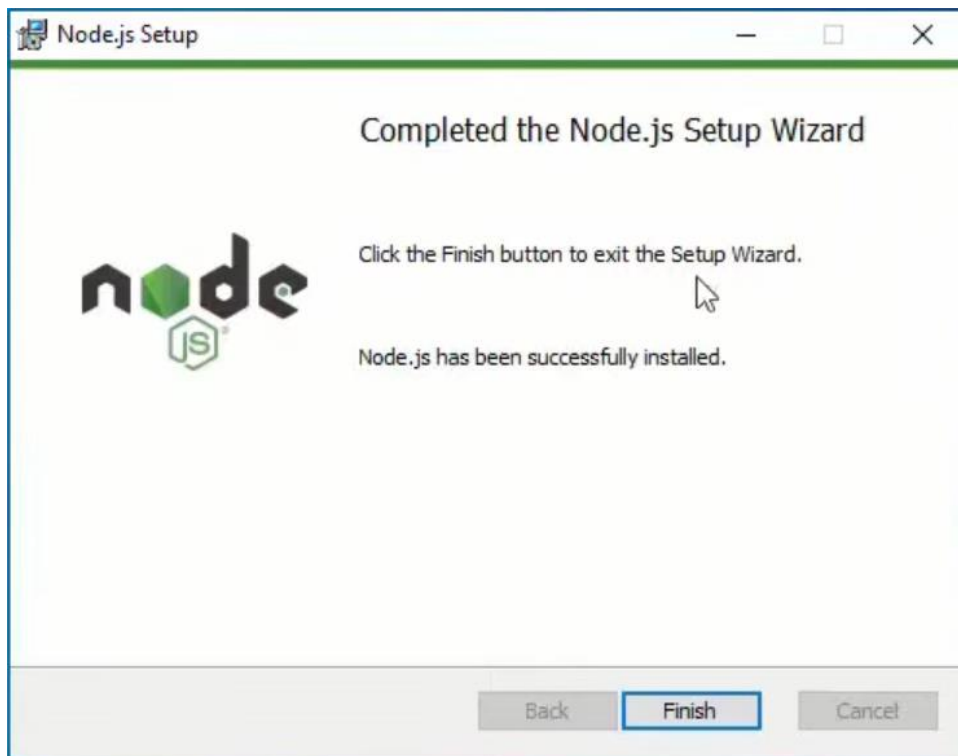 Node.js Setup
Completed the Node.js Setup Wizard
Click the Finish button to exit the Setup Wizard.
node
JS®
Node.js has been successfully installed.
Back
Finish
Cancel